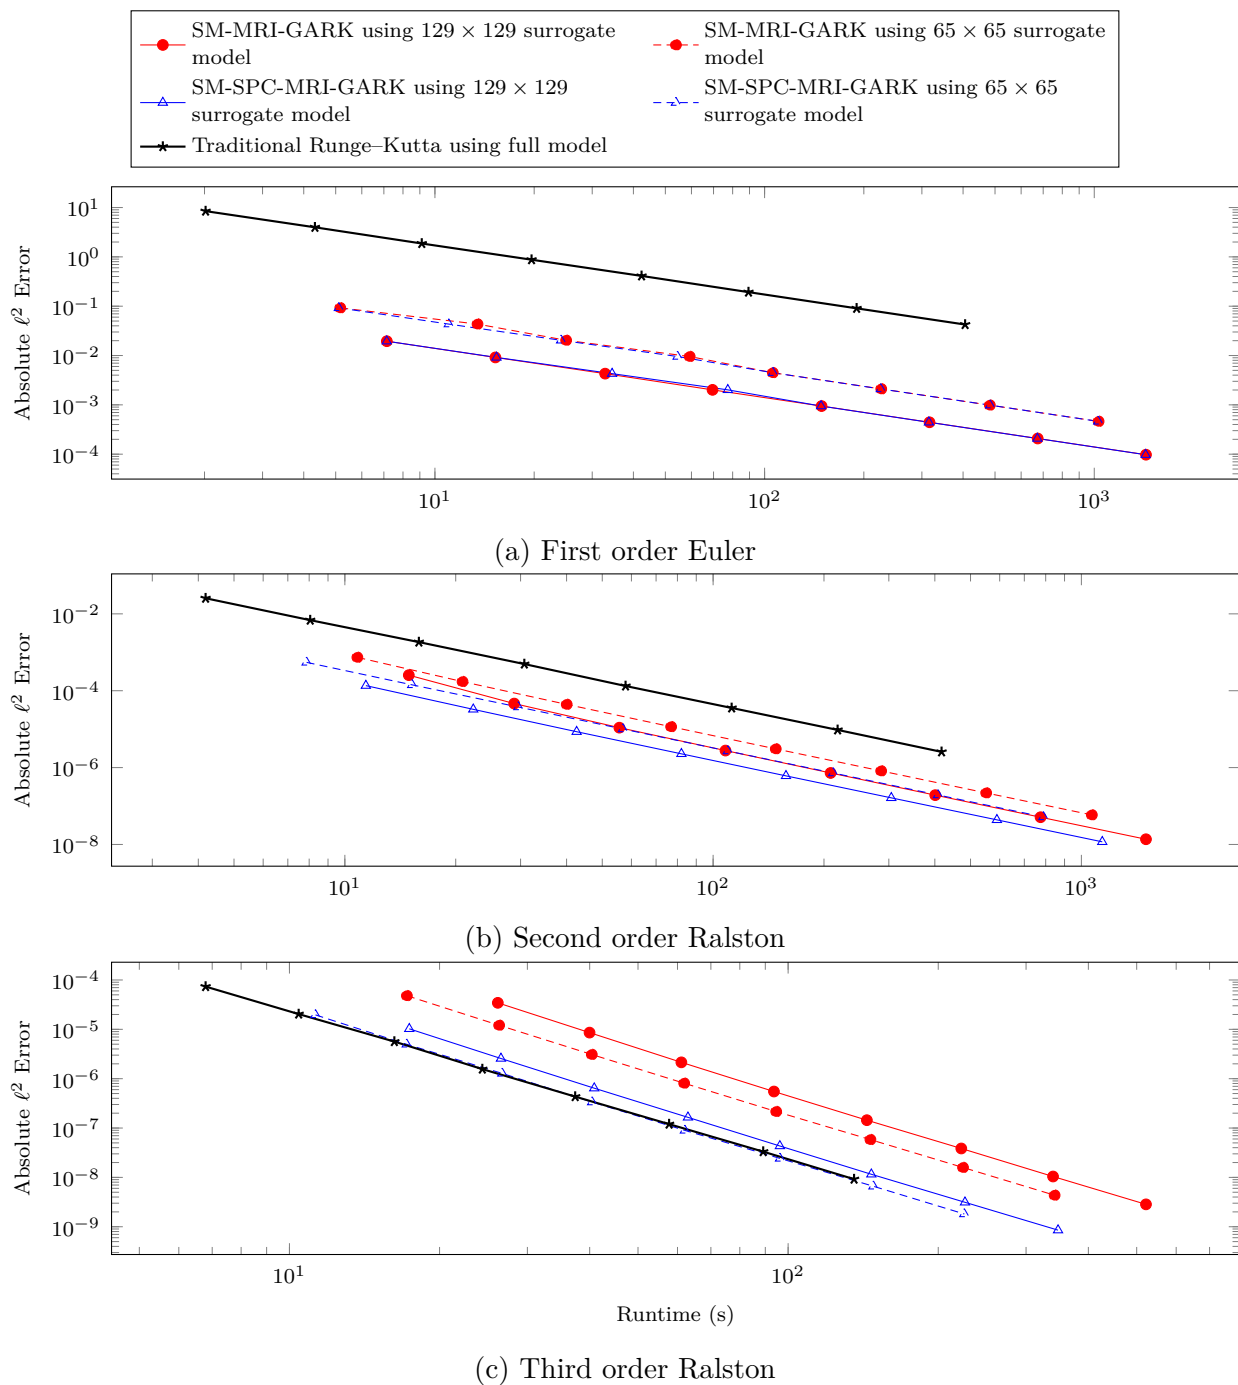 SM-MRI-GARK using 129 × 129 surrogate model
SM-MRI-GARK using 65 × 65 surrogate model
SM-SPC-MRI-GARK using 129 × 129 surrogate model
SM-SPC-MRI-GARK using 65 × 65 surrogate model
Traditional Runge–Kutta using full model
Absolute ℓ² Error
10¹
10⁰
10⁻¹
10⁻²
10⁻³
10⁻⁴
10¹ 10² 10³
(a) First order Euler
Absolute ℓ² Error
10⁻²
10⁻⁴
10⁻⁶
10⁻⁸
10¹ 10² 10³
(b) Second order Ralston
Absolute ℓ² Error
10⁻⁴
10⁻⁵
10⁻⁶
10⁻⁷
10⁻⁸
10⁻⁹
10¹ 10²
Runtime (s)
(c) Third order Ralston